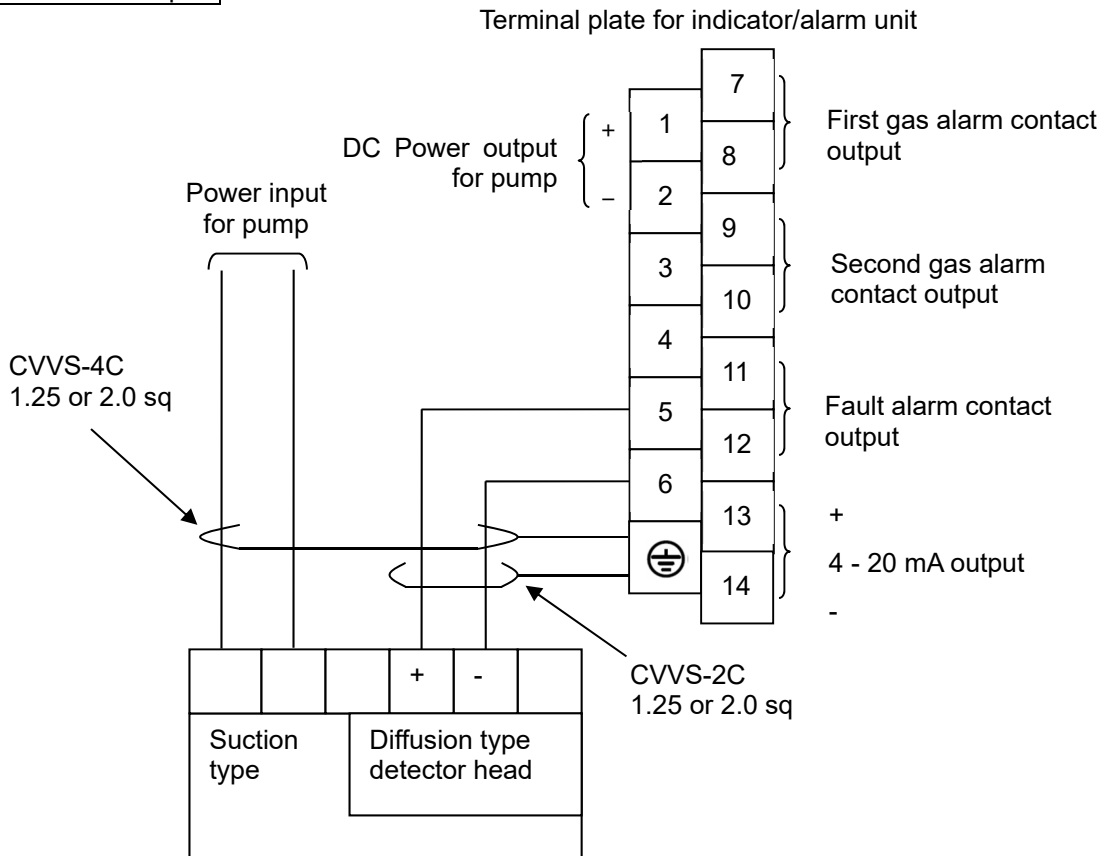 Terminal plate for indicator/alarm unit
7
1
+
First gas alarm contact
output
DC Power output
for pump
8
2
−
Power input
for pump
9
3
Second gas alarm
contact output
10
4
CVVS-4C
1.25 or 2.0 sq
11
5
Fault alarm contact
output
12
6
13
+
4 - 20 mA output
14
-
+
-
CVVS-2C
1.25 or 2.0 sq
Suction
type
Diffusion type
detector head